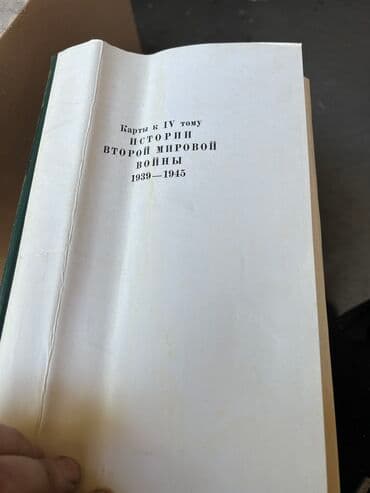 Карты к IV тому
ИСТОРИИ
ВТОРОЙ МИРОВОЙ
ВОЙНЫ
1939—1945